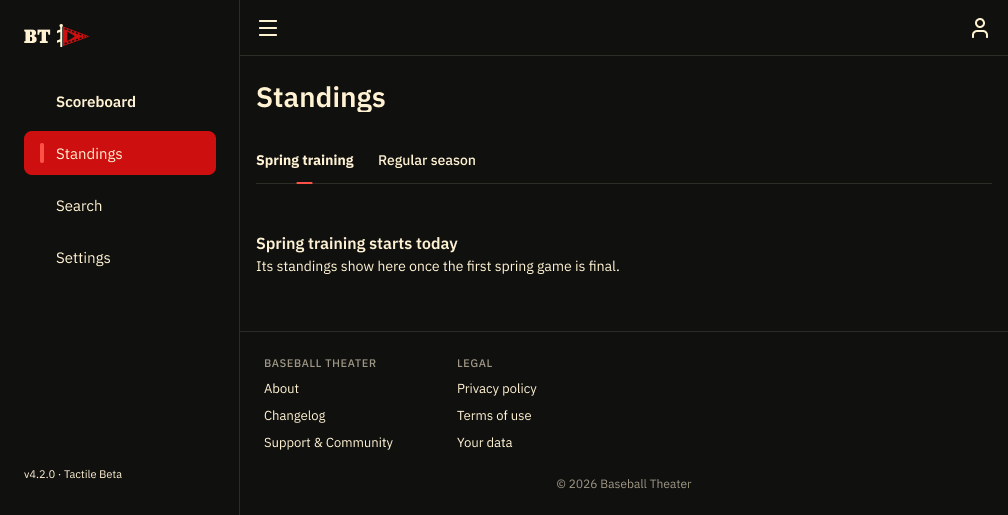 BT
Scoreboard
Standings
Search
Settings
v4.2.0 · Tactile Beta
Standings
Spring training
Regular season
Spring training starts today
Its standings show here once the first spring game is final.
BASEBALL THEATER
About
Changelog
Support & Community
LEGAL
Privacy policy
Terms of use
Your data
© 2026 Baseball Theater